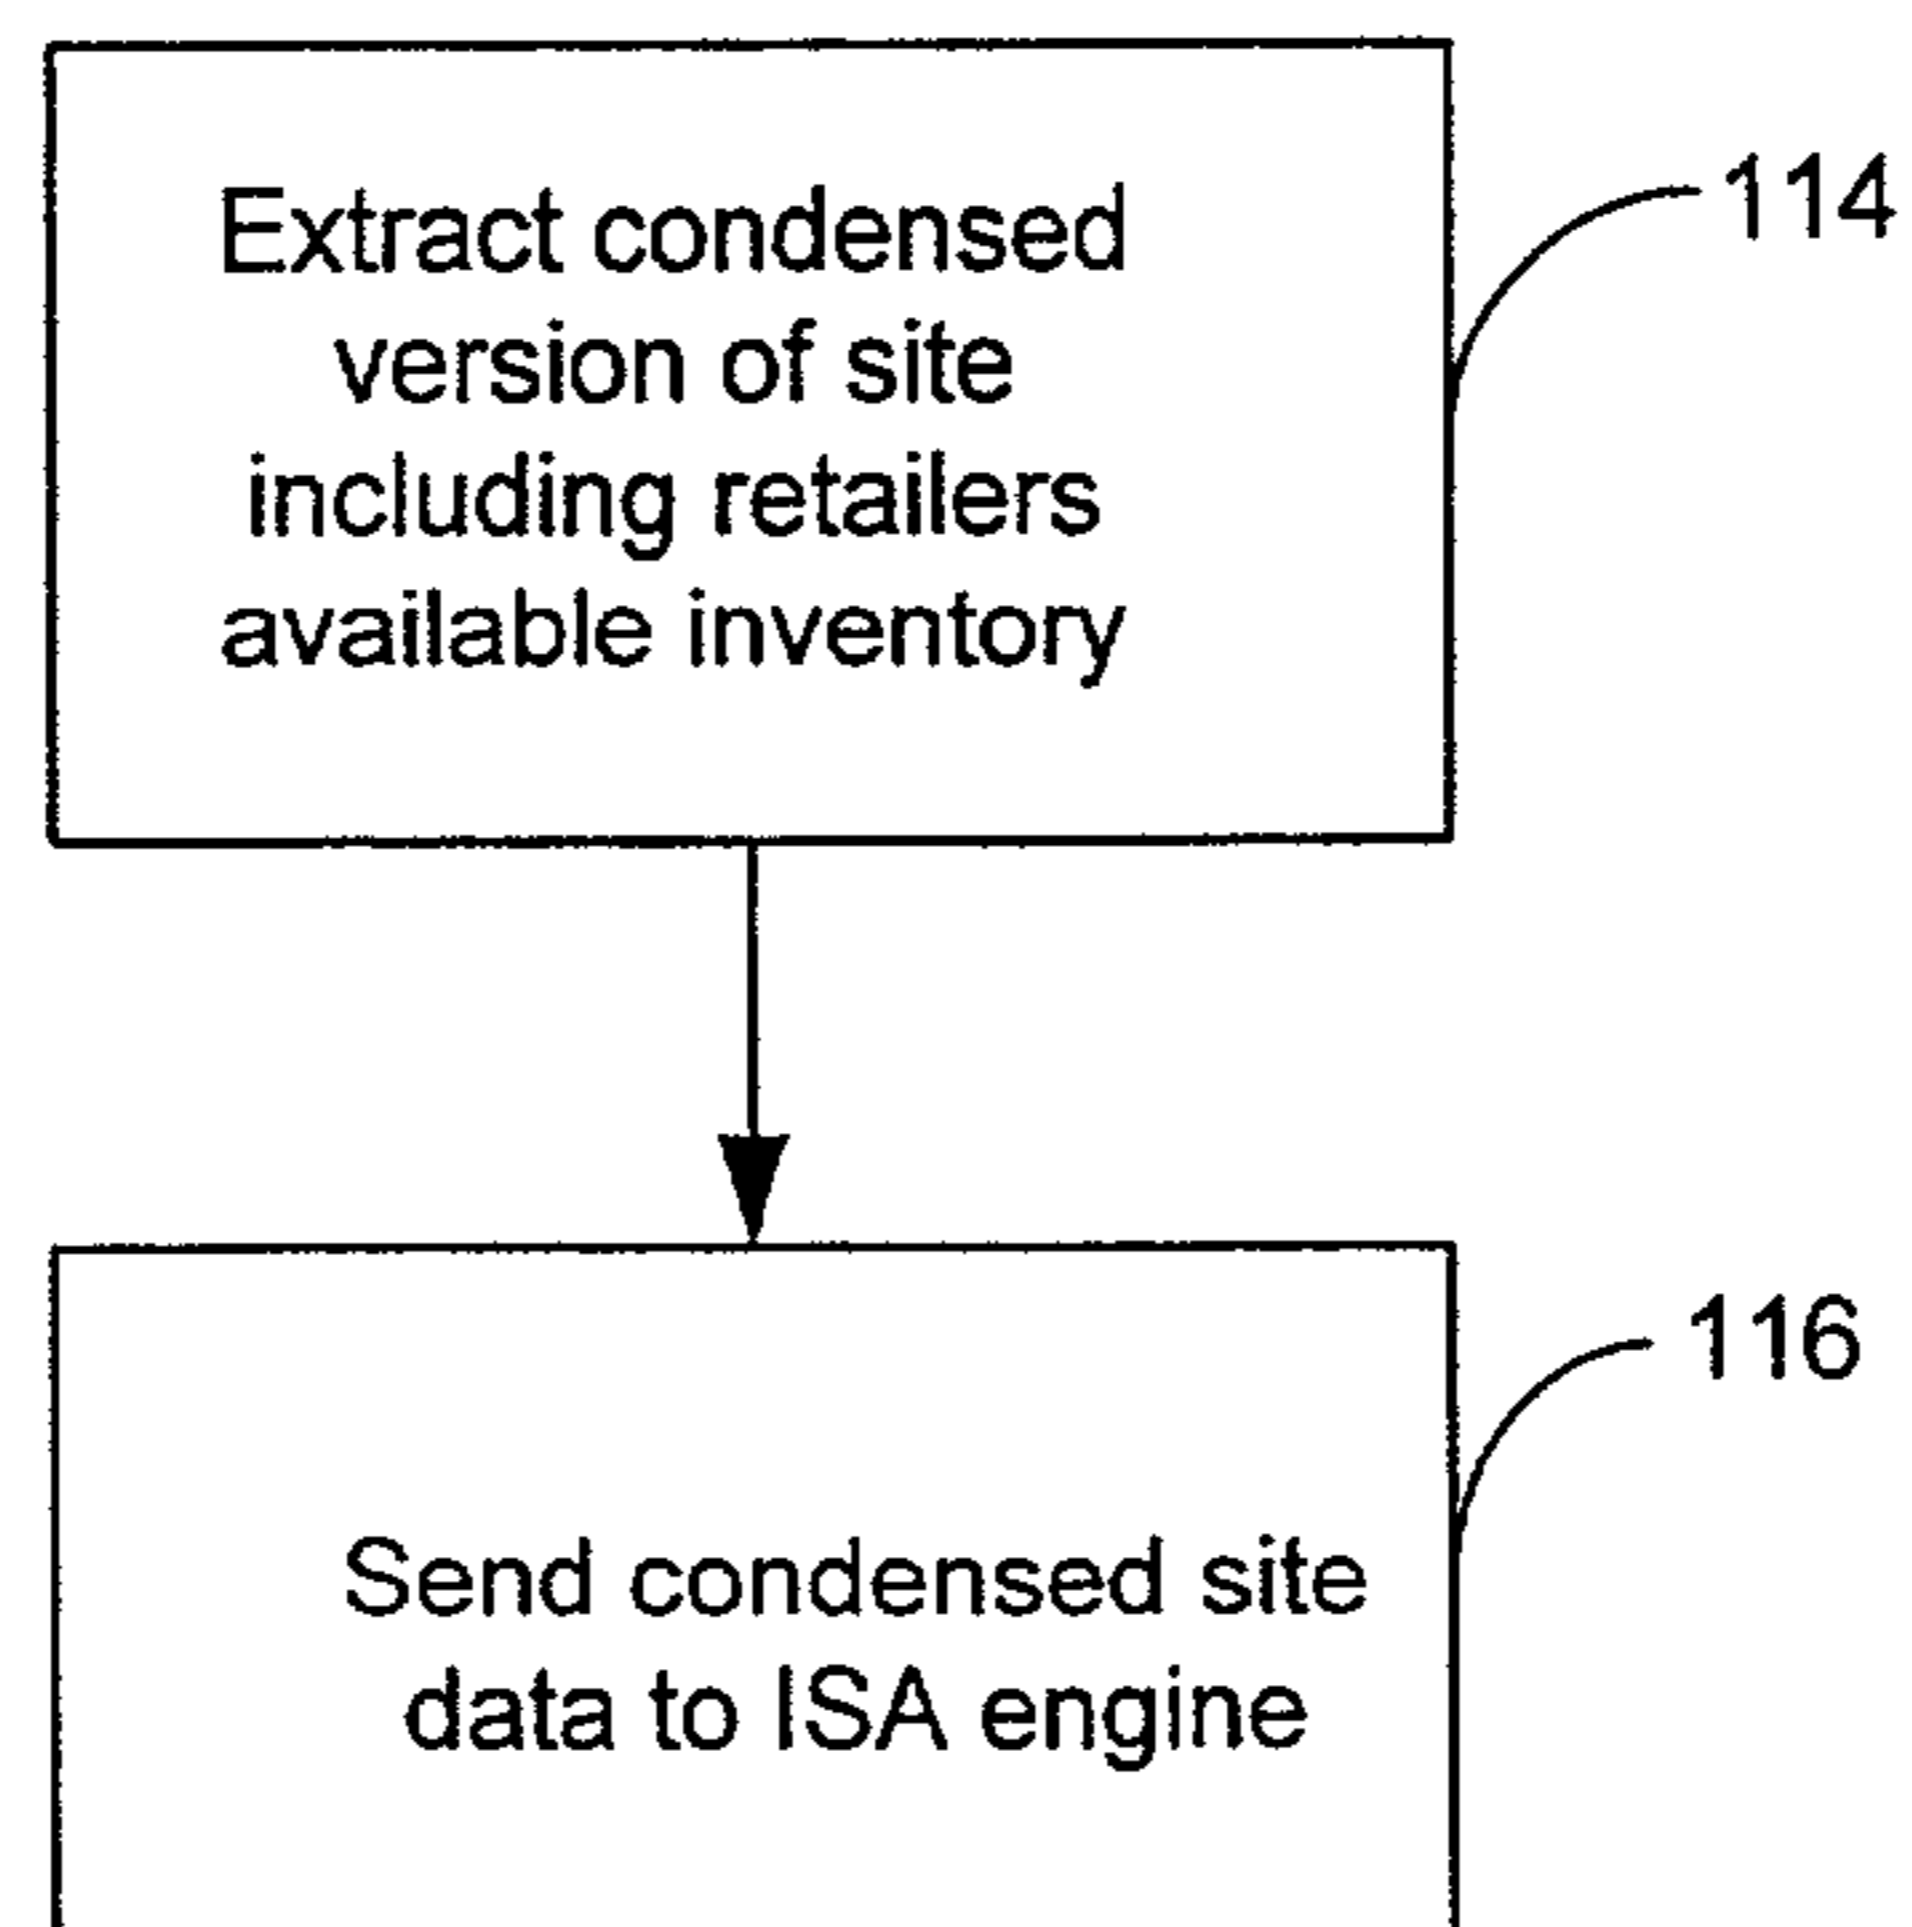 Extract condensed
version of site
including retailers
available inventory
114
Send condensed site
data to ISA engine
116